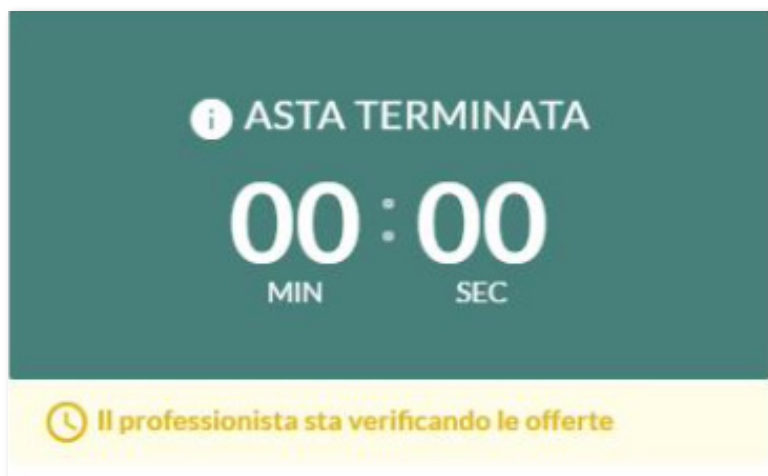 ASTA TERMINATA
00 : 00
MIN SEC
Il professionista sta verificando le offerte